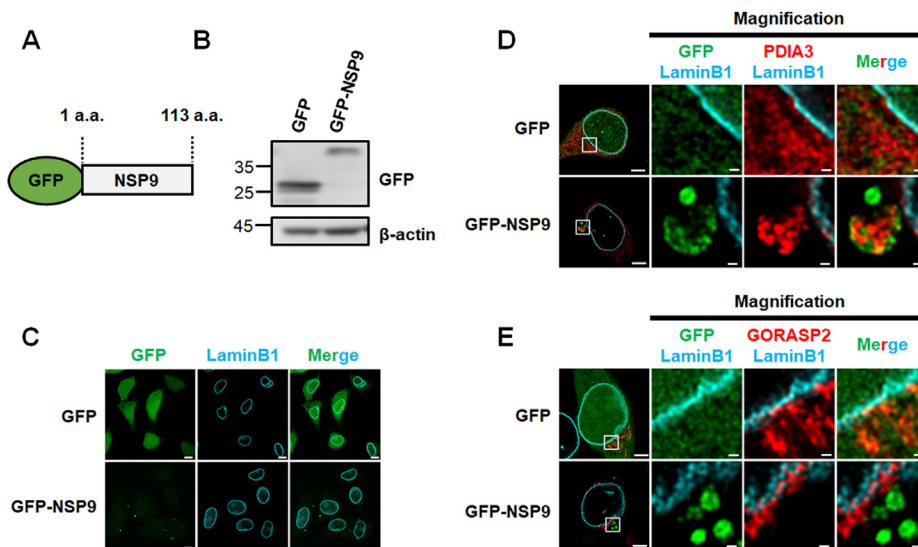 A
1 a.a. 113 a.a.
GFP NSP9
B
GFP GFP-NSP9
35
25
GFP
45
β-actin
C
GFP LaminB1 Merge
GFP
GFP-NSP9
D
Magnification
GFP PDIA3 Merge
LaminB1 LaminB1
GFP
GFP-NSP9
E
Magnification
GFP GORASP2 Merge
LaminB1 LaminB1
GFP
GFP-NSP9